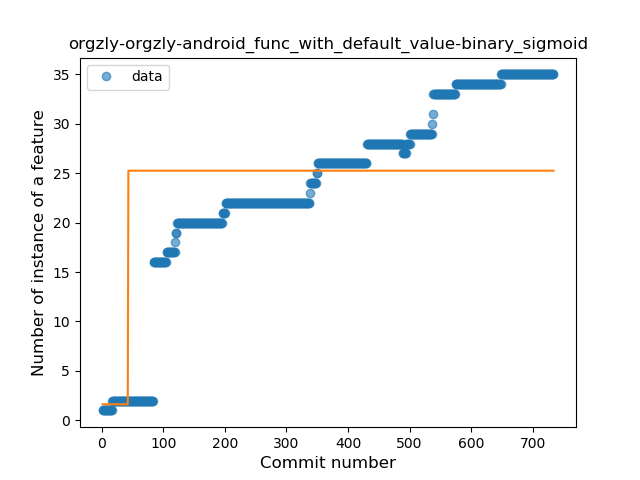 orgzly-orgzly-android_func_with_default_value-binary_sigmoid
data
Number of instance of a feature
35
30
25
20
15
10
5
0
0 100 200 300 400 500 600 700
Commit number